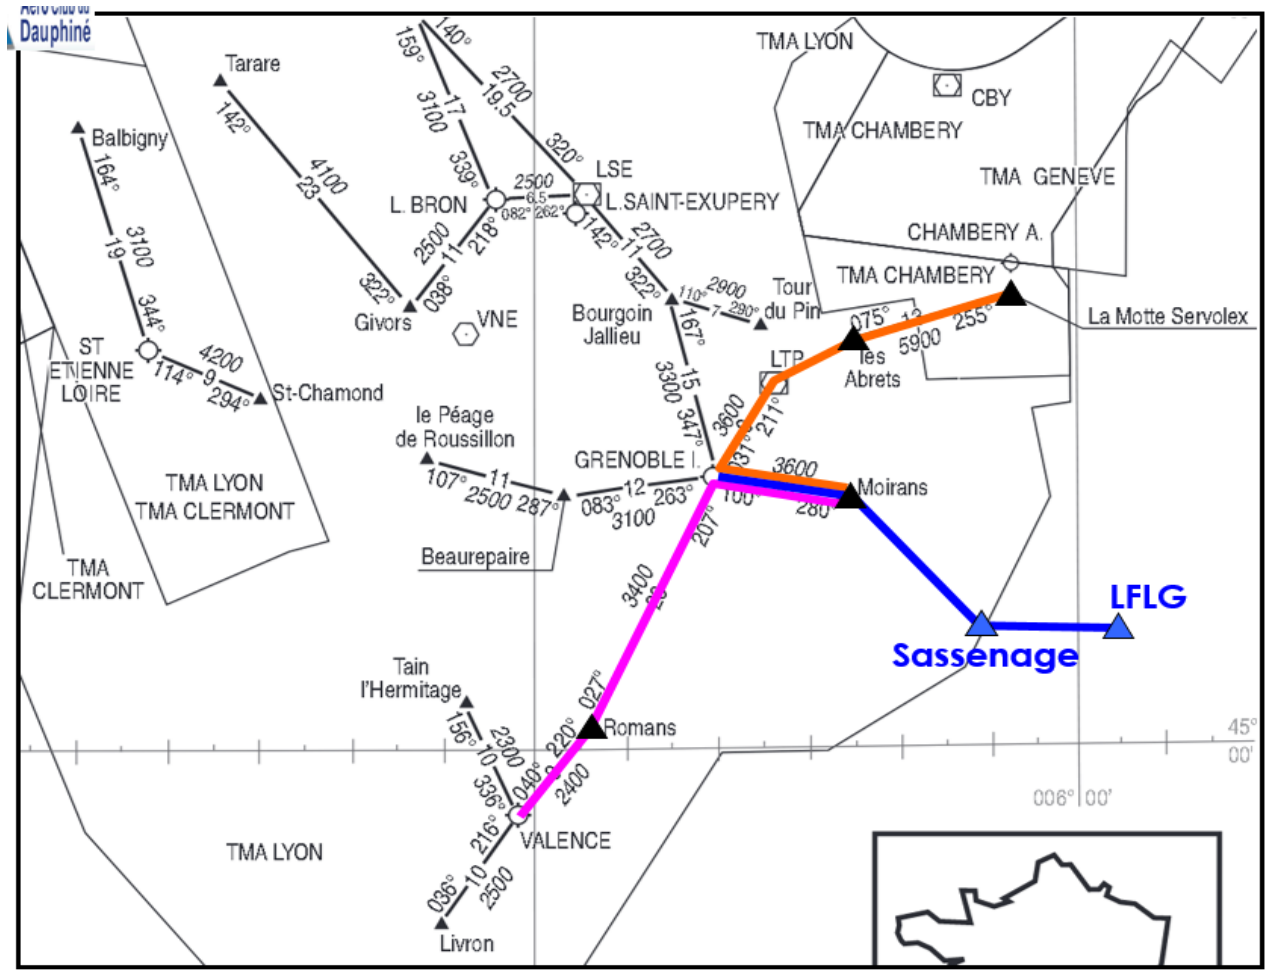 Aéro Club du
Dauphiné
Tarare
142°
4100
23
322°
Balbigny
164°
3100
19
344°
159°
140°
17
3100
339°
2700
19.5
320°
LSE
L.SAINT-EXUPERY
L. BRON
2500
6.5
082°
262°
218°
2500
11
038°
Givors
VNE
142°
11
2700
322°
Bourgoin
Jallieu
110°
2900
7
290°
Tour
du Pin
167°
3300
15
347°
TMA LYON
CBY
TMA CHAMBERY
TMA GENEVE
CHAMBERY A.
TMA CHAMBERY
La Motte Servolex
075°
5900
255°
les
Abrets
LTP
3600
211°
031°
ST
ETIENNE
LOIRE
114°
4200
9
294°
St-Chamond
le Péage
de Roussillon
107°
11
2500
287°
Beaurepaire
GRENOBLE I.
083°
12
263°
3100
3600
100°
280°
Moirans
TMA LYON
TMA CLERMONT
TMA
CLERMONT
207°
3400
027°
LFLG
Sassenage
Tain
l'Hermitage
156°
2300
10
336°
Romans
220°
040°
2400
45°
00'
006° 00'
VALENCE
216°
10
2500
036°
Livron
TMA LYON